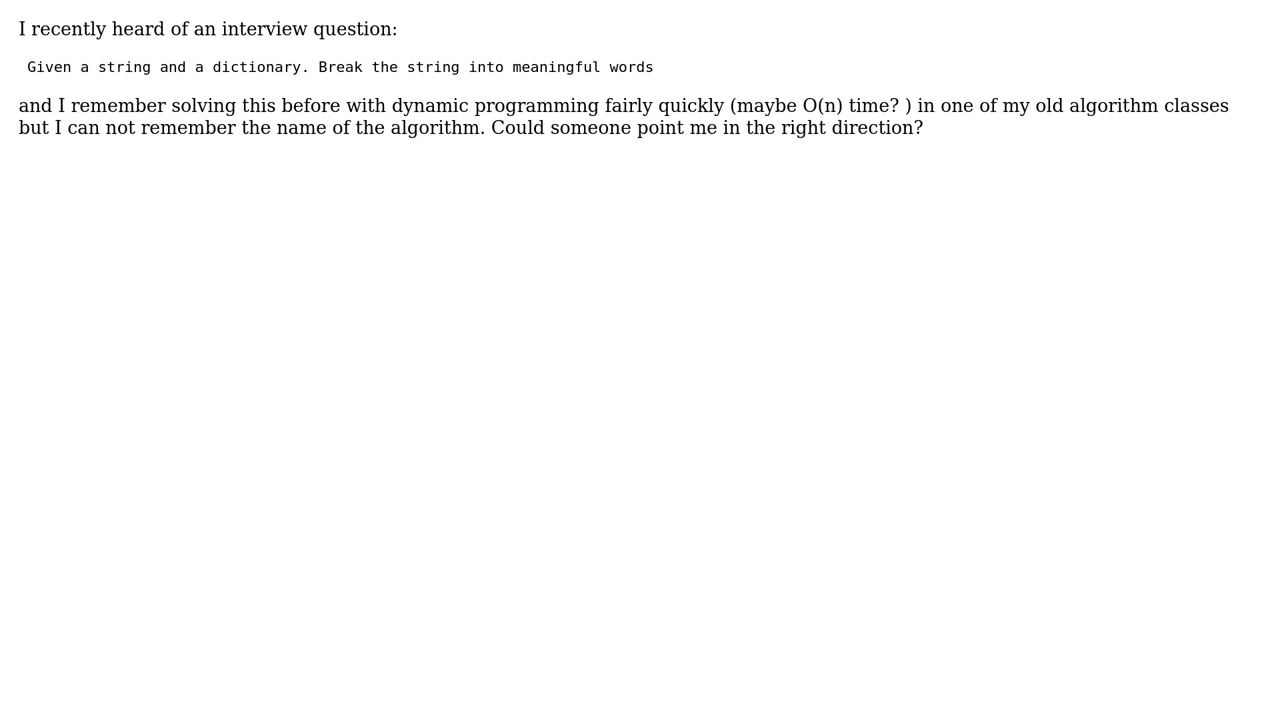 I recently heard of an interview question:
Given a string and a dictionary. Break the string into meaningful words
and I remember solving this before with dynamic programming fairly quickly (maybe O(n) time? ) in one of my old algorithm classes
but I can not remember the name of the algorithm. Could someone point me in the right direction?